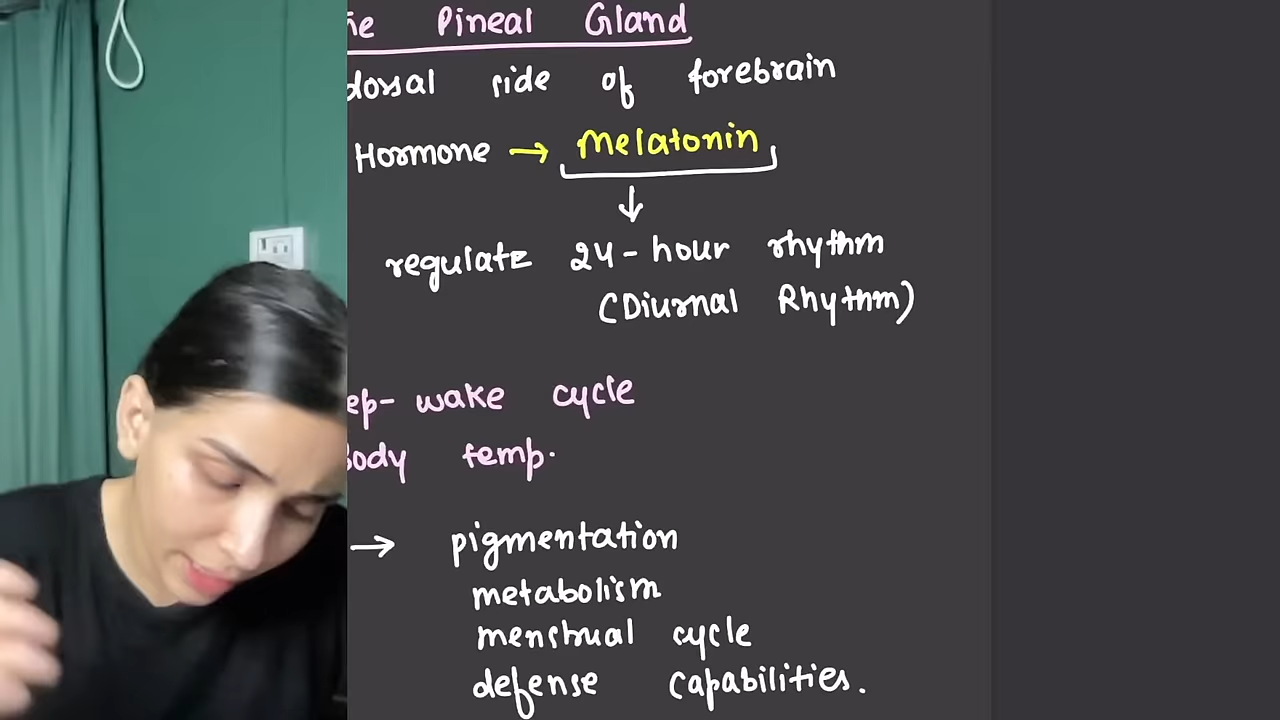 Pineal Gland
dorsal side of forebrain
Hormone → Melatonin
↓
regulate 24-hour rhythm
(Diurnal Rhythm)
wake cycle
temp.
→ pigmentation
metabolism
menstrual cycle
defense capabilities.